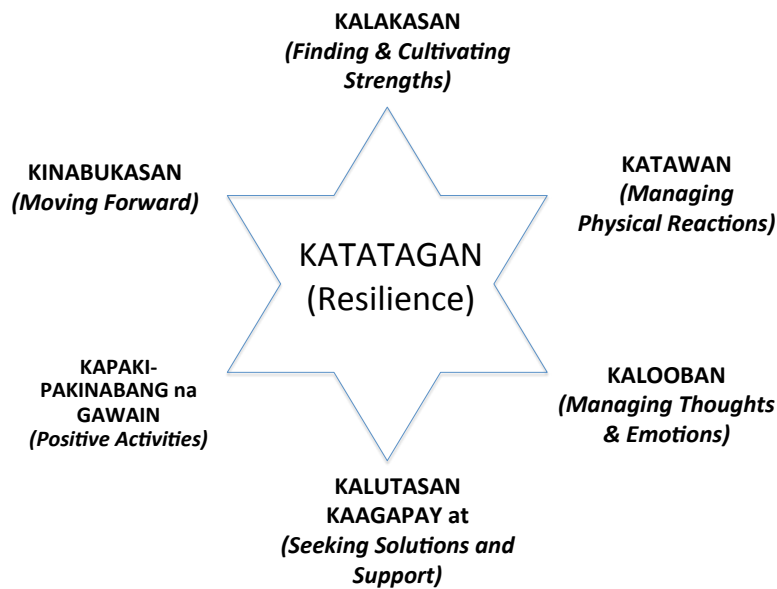 KALAKASAN
(Finding & Cultivating
Strengths)
KATAWAN
(Managing
Physical Reactions)
KALOOBAN
(Managing Thoughts
& Emotions)
KALUTASAN
KAAGAPAY at
(Seeking Solutions and
Support)
KAPAKI-
PAKINABANG na
GAWAIN
(Positive Activities)
KINABUKASAN
(Moving Forward)
KATATAGAN
(Resilience)